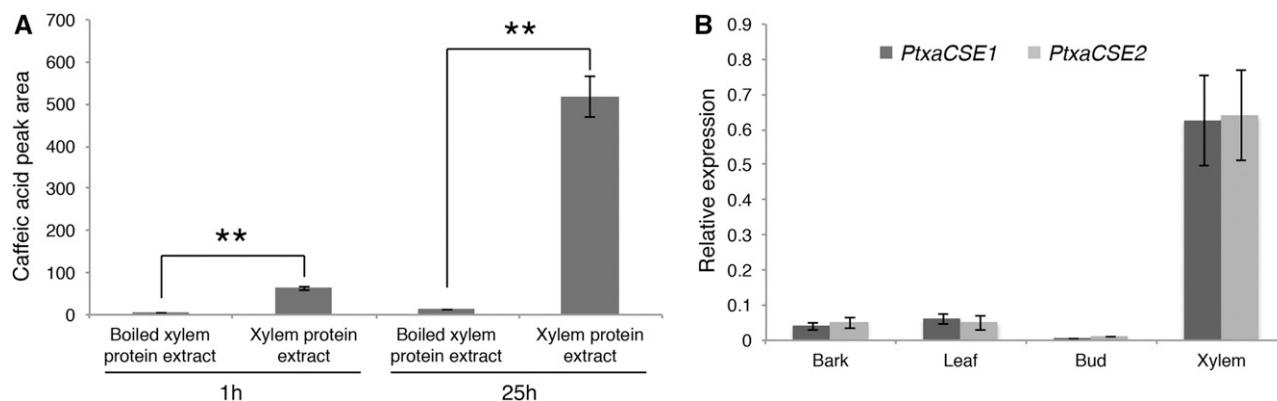 A
700
600
500
400
300
200
100
0
Caffeic acid peak area
**
**
Boiled xylem
protein extract
Xylem protein
extract
Boiled xylem
protein extract
Xylem protein
extract
1h
25h
B
0.9
0.8
0.7
0.6
0.5
0.4
0.3
0.2
0.1
0
Relative expression
PtxaCSE1
PtxaCSE2
Bark
Leaf
Bud
Xylem